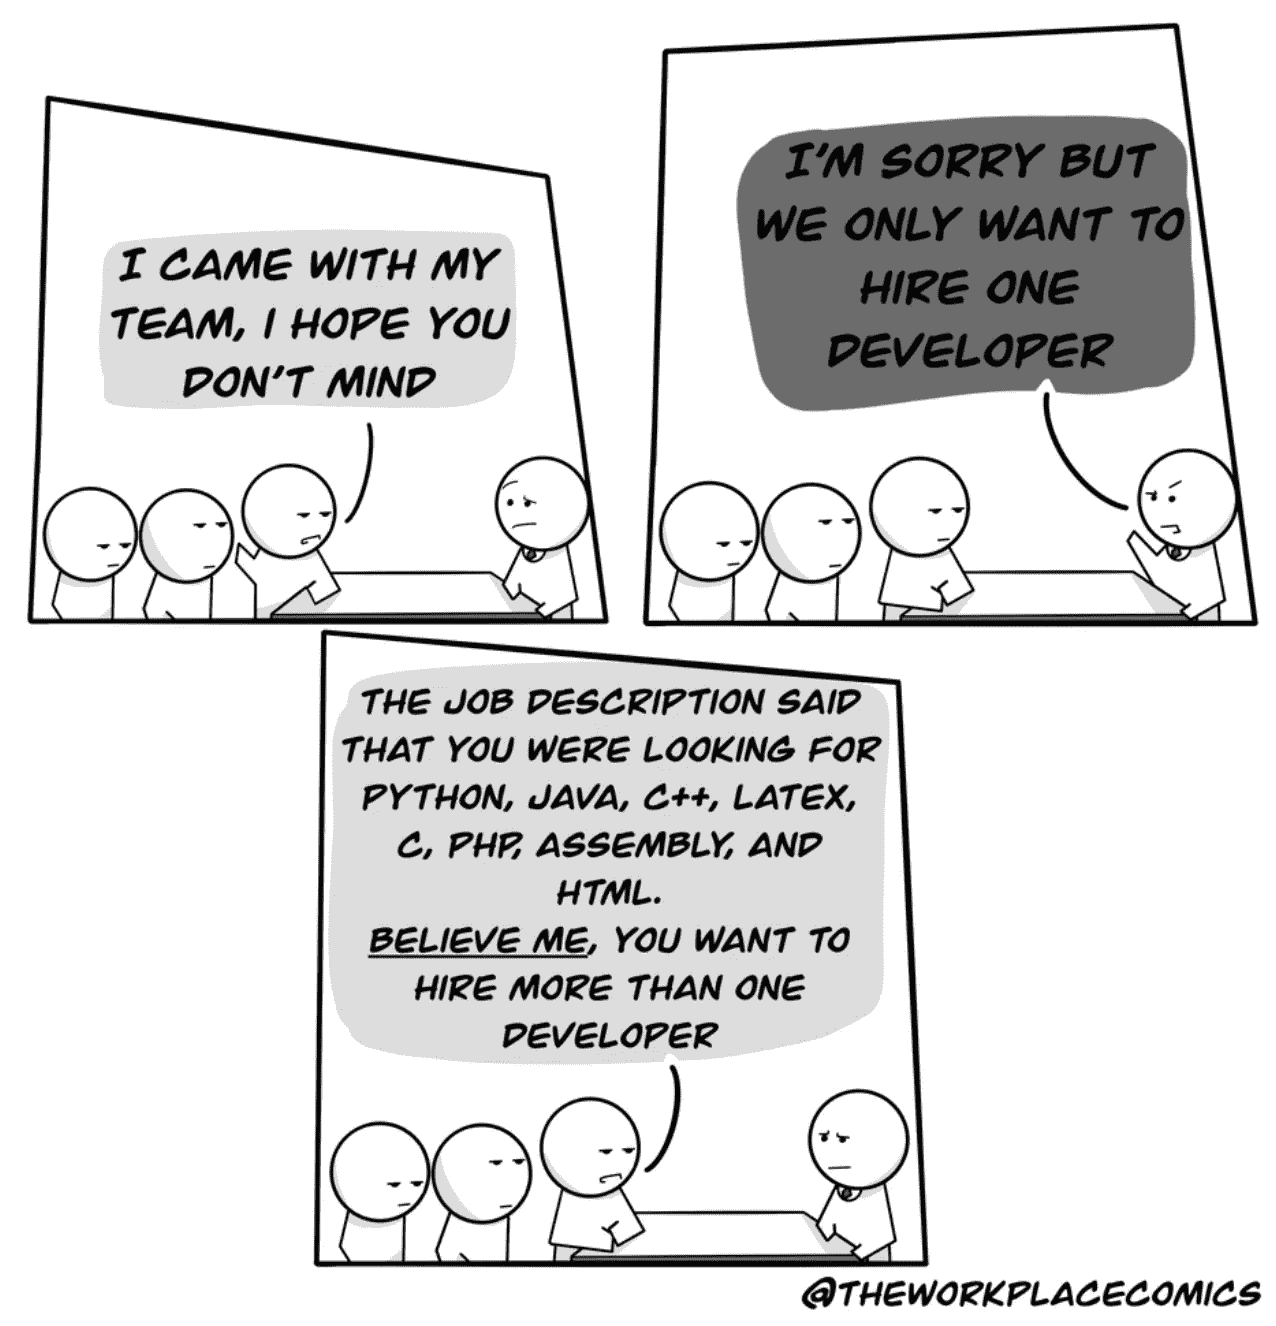 I CAME WITH MY
TEAM, I HOPE YOU
DON'T MIND
I'M SORRY BUT
WE ONLY WANT TO
HIRE ONE
DEVELOPER
THE JOB DESCRIPTION SAID
THAT YOU WERE LOOKING FOR
PYTHON, JAVA, C++, LATEX,
C, PHP, ASSEMBLY, AND
HTML.
BELIEVE ME, YOU WANT TO
HIRE MORE THAN ONE
DEVELOPER
@THEWORKPLACECOMICS